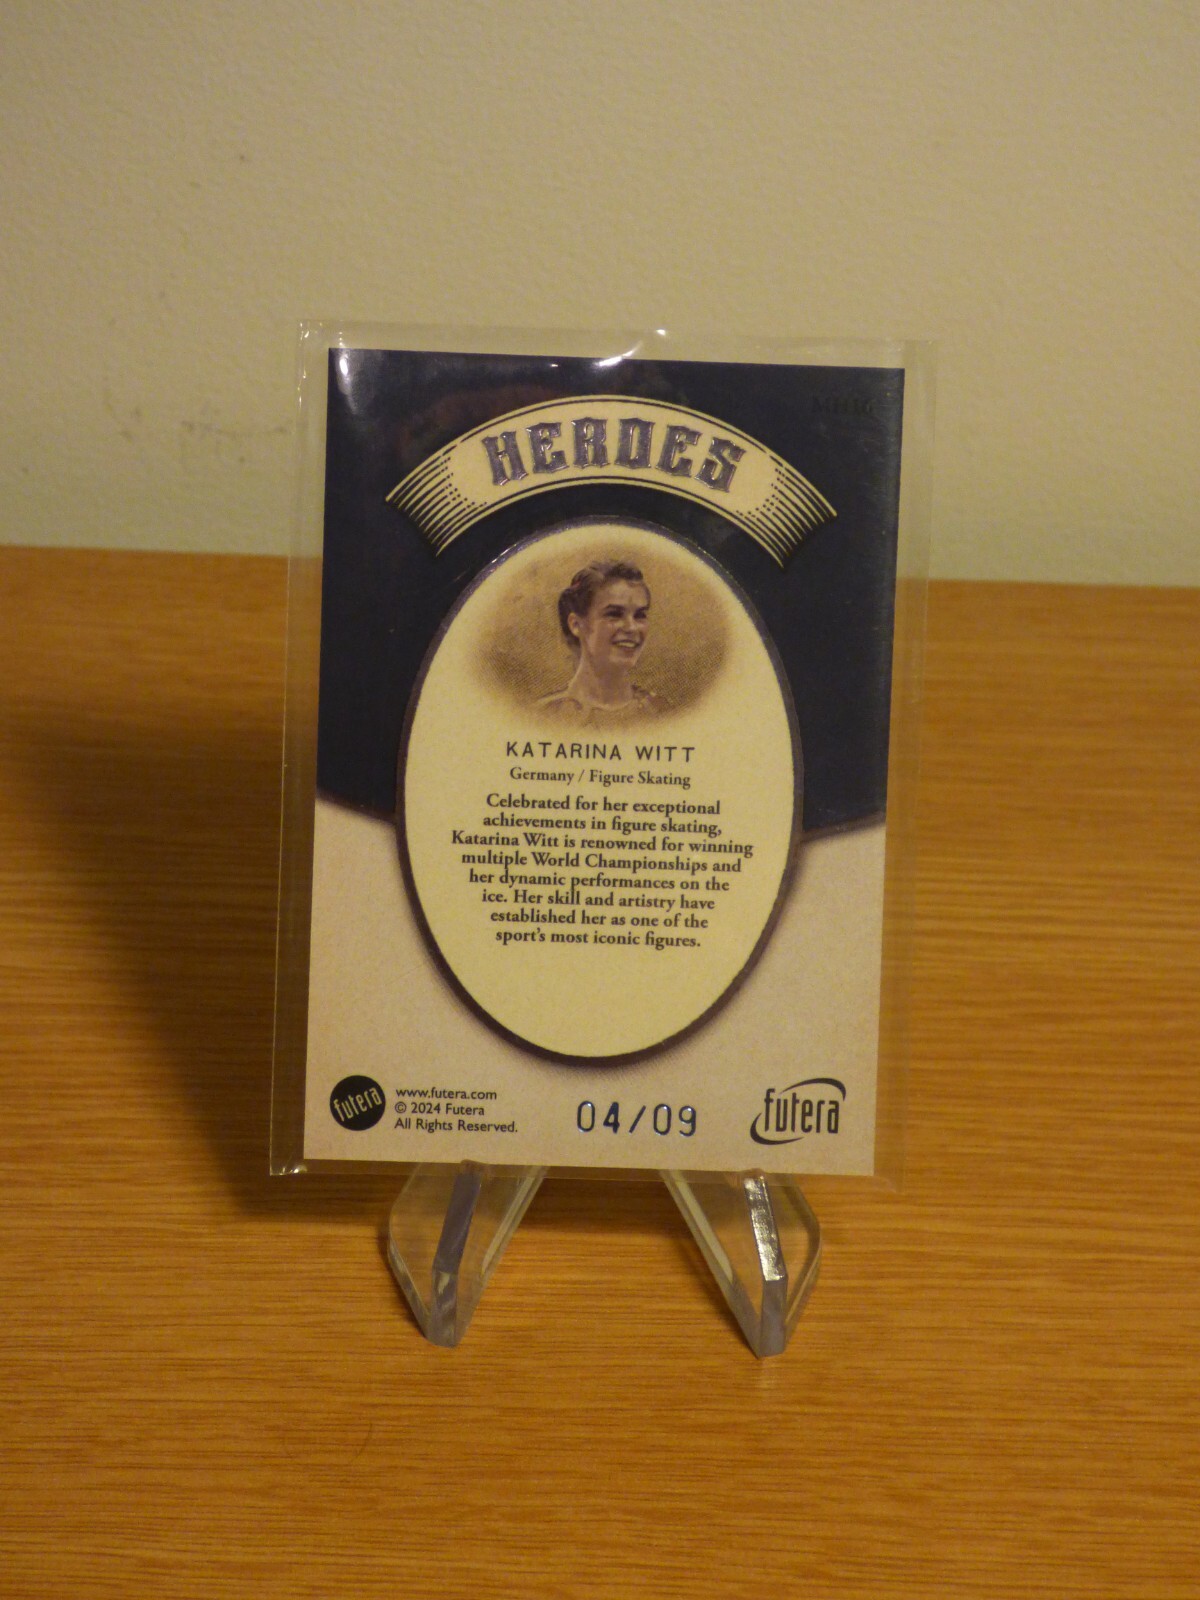 HEROES
KATARINA WITT
Germany / Figure Skating
Celebrated for her exceptional
achievements in figure skating,
Katarina Witt is renowned for winning
multiple World Championships and
her dynamic performances on the
ice. Her skill and artistry have
established her as one of the
sport's most iconic figures.
futera
www.futera.com
© 2024 Futera
All Rights Reserved.
04/09
futera